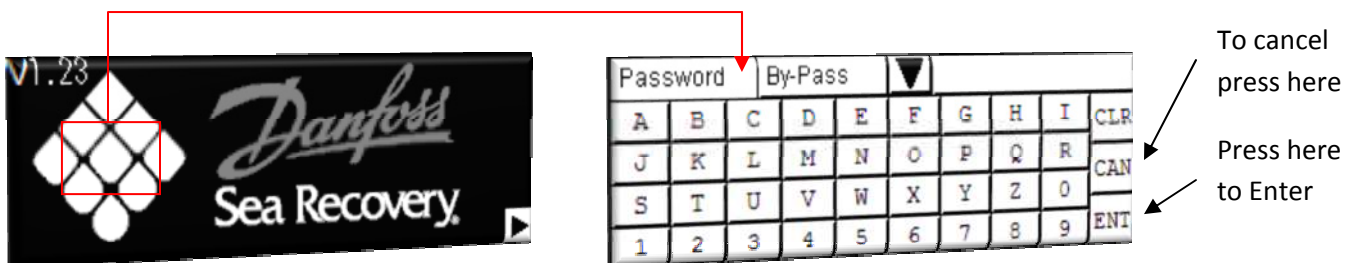 V1.23
Danfoss
Sea Recovery
Password By-Pass
A B C D E F G H I CLR
J K L M N O P Q R CAN
S T U V W X Y Z 0 ENT
1 2 3 4 5 6 7 8 9
To cancel
press here
Press here
to Enter